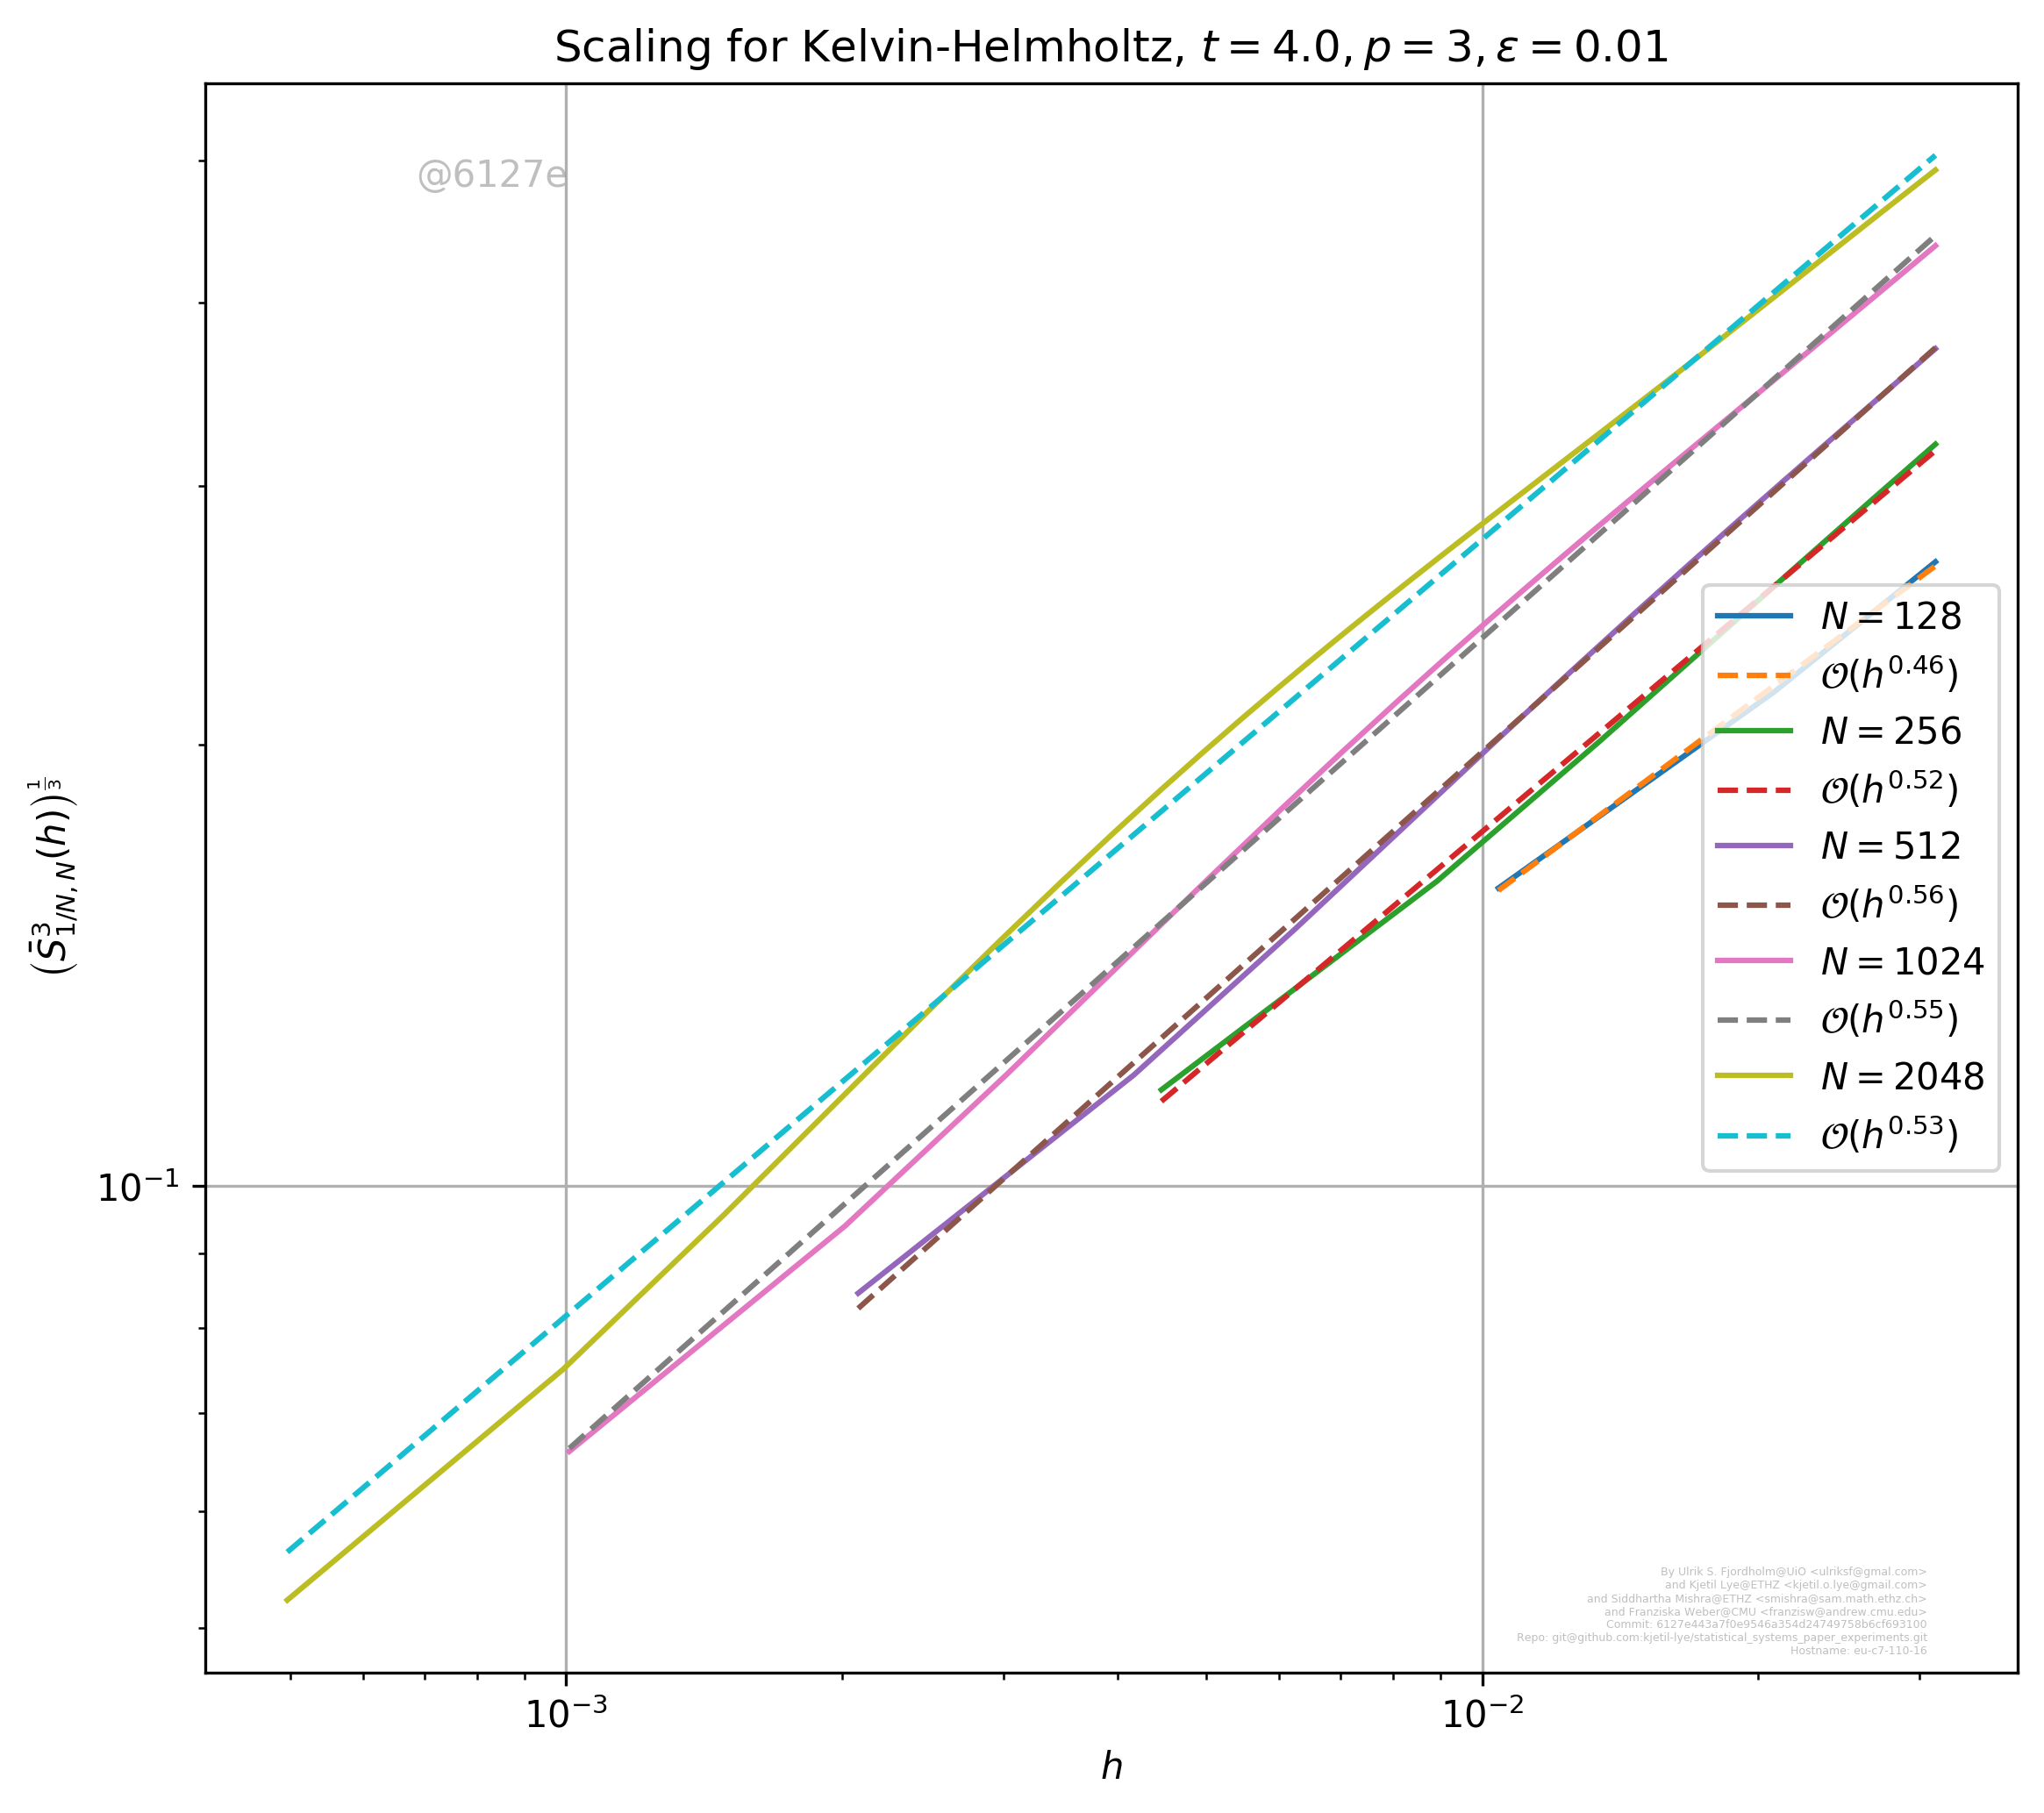 Scaling for Kelvin-Helmholtz, t = 4.0, p = 3, ε = 0.01
@6127e
(S̄³_{1/N, N}(h))^{1/3}
10⁻¹
N = 128
𝒪(h^{0.46})
N = 256
𝒪(h^{0.52})
N = 512
𝒪(h^{0.56})
N = 1024
𝒪(h^{0.55})
N = 2048
𝒪(h^{0.53})
By Ulrik S. Fjordholm@UiO <ulriksf@gmal.com>
and Kjetil Lye@ETHZ <kjetil.o.lye@gmail.com>
and Siddhartha Mishra@ETHZ <smishra@sam.math.ethz.ch>
and Franziska Weber@CMU <franzisw@andrew.cmu.edu>
Commit: 6127e443a7f0e9546a354d24749758b6cf693100
Repo: git@github.com:kjetil-lye/statistical_systems_paper_experiments.git
Hostname: eu-c7-110-16
10⁻³
10⁻²
h